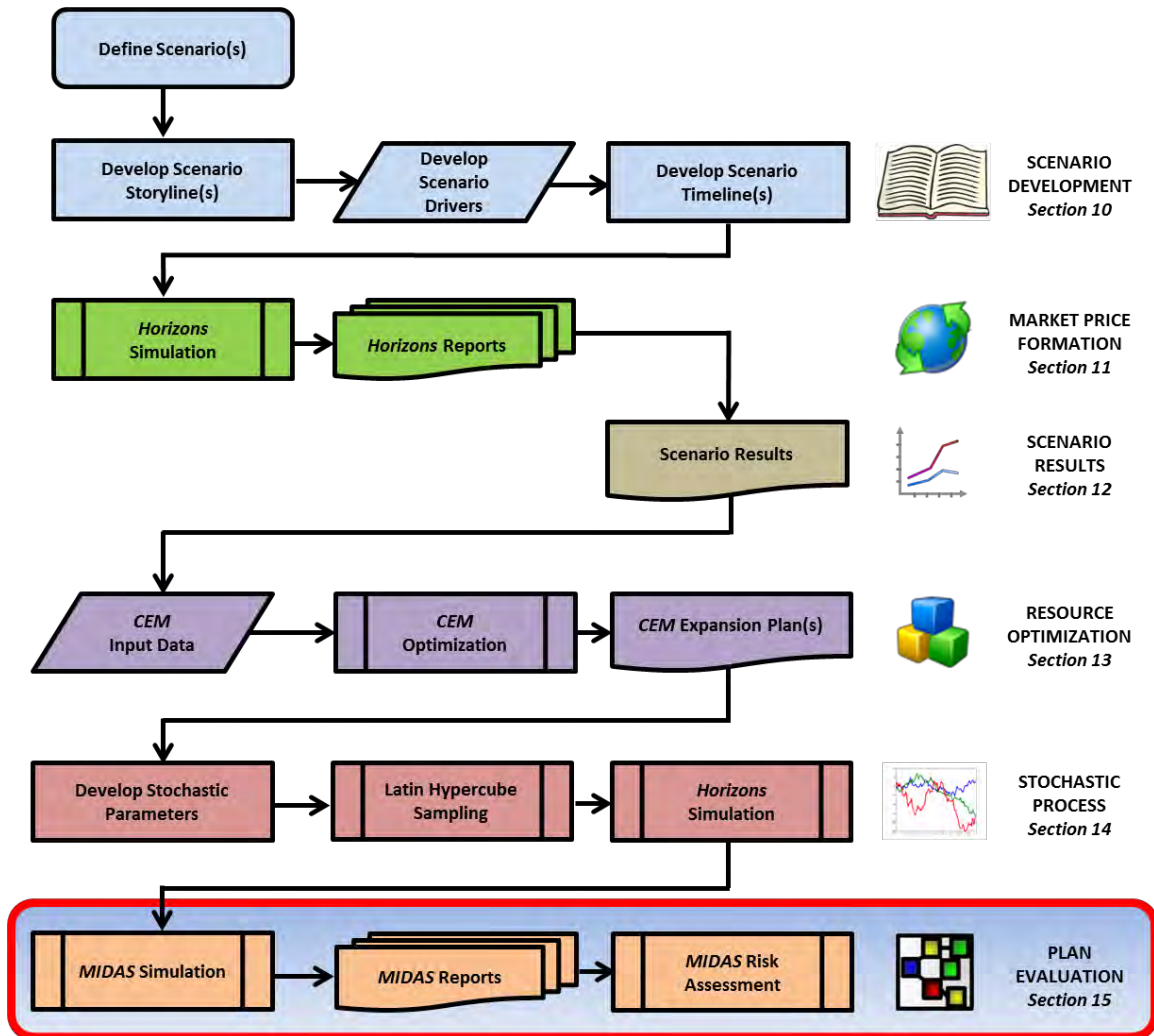 Define Scenario(s)
Develop Scenario
Storyline(s)
Develop
Scenario
Drivers
Develop Scenario
Timeline(s)
SCENARIO
DEVELOPMENT
Section 10
Horizons
Simulation
Horizons Reports
MARKET PRICE
FORMATION
Section 11
Scenario Results
SCENARIO
RESULTS
Section 12
CEM
Input Data
CEM
Optimization
CEM Expansion Plan(s)
RESOURCE
OPTIMIZATION
Section 13
Develop Stochastic
Parameters
Latin Hypercube
Sampling
Horizons
Simulation
STOCHASTIC
PROCESS
Section 14
MIDAS Simulation
MIDAS Reports
MIDAS Risk
Assessment
PLAN
EVALUATION
Section 15